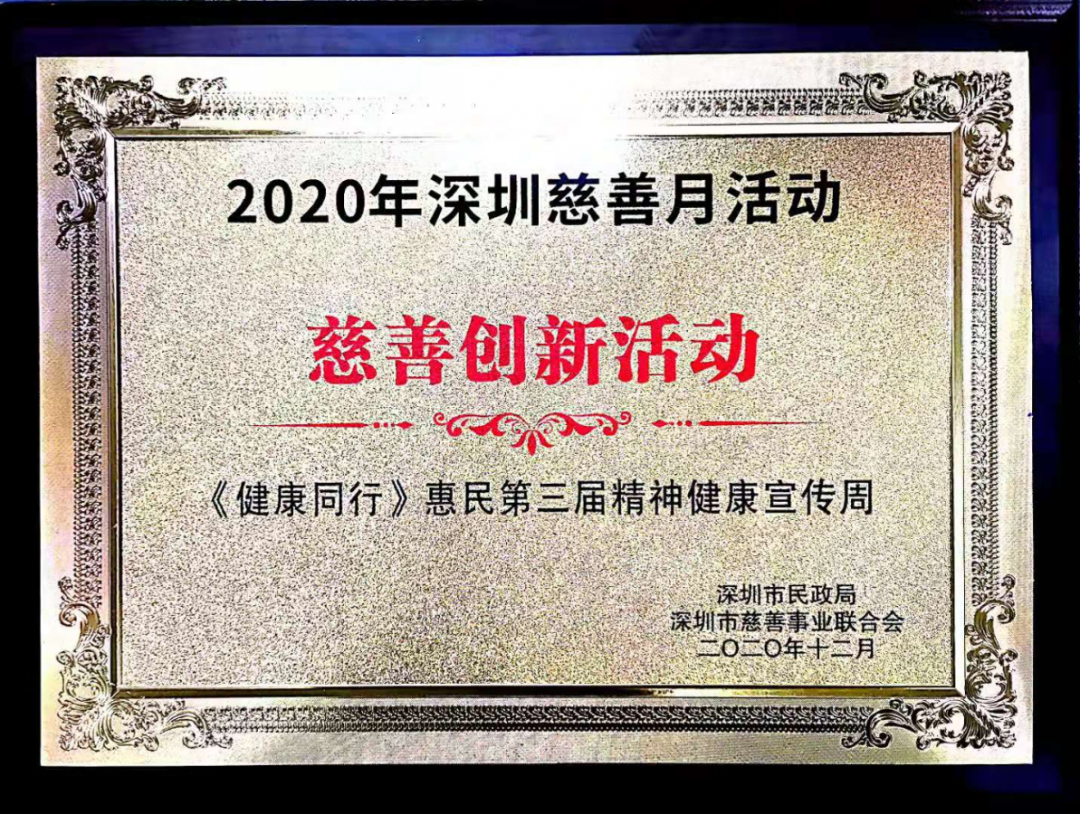 2020年深圳慈善月活动
慈善创新活动
《健康同行》惠民第三届精神健康宣传周
深圳市民政局
深圳市慈善事业联合会
二〇二〇年十二月